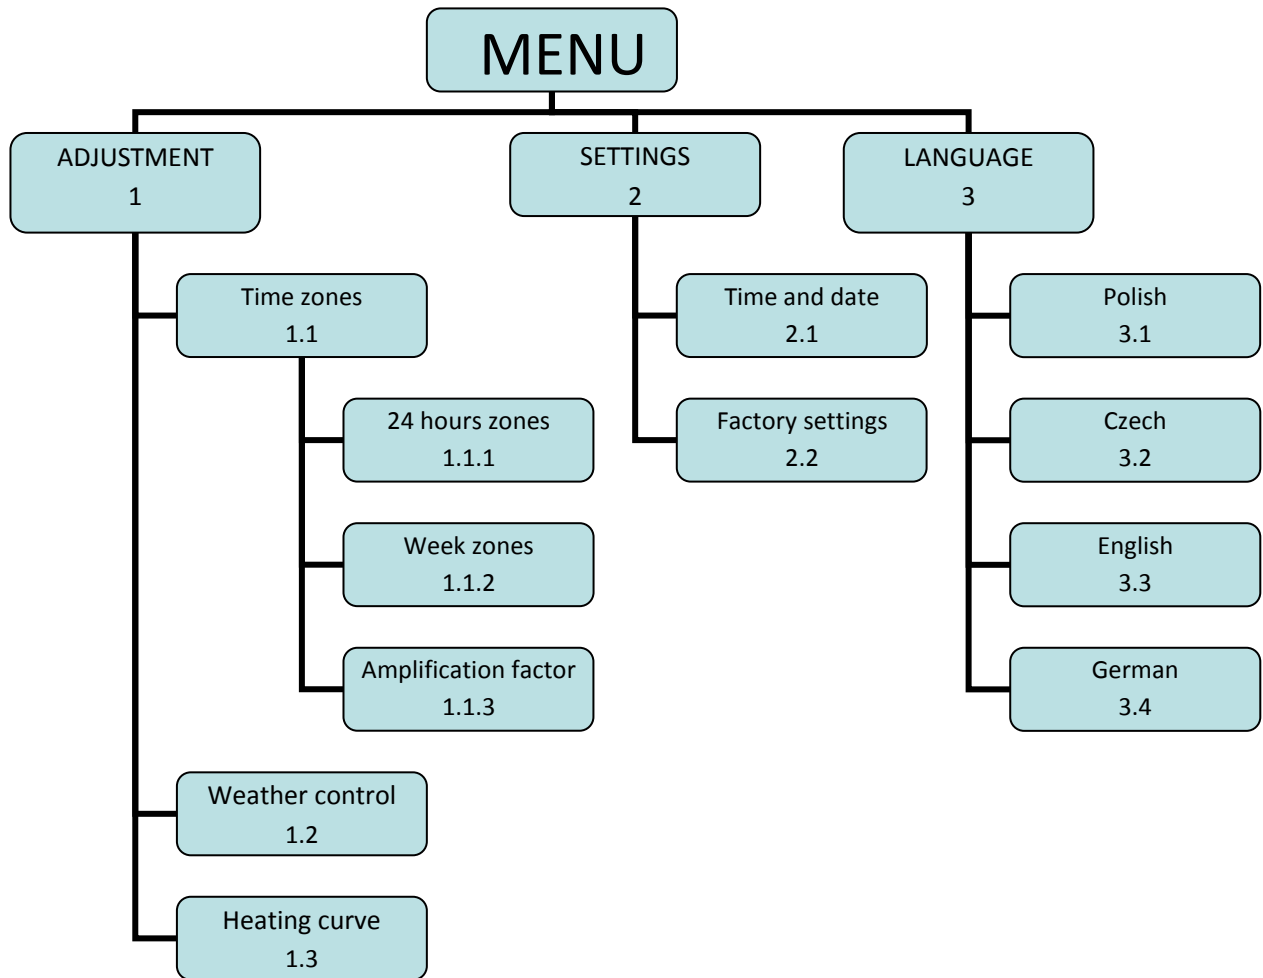 MENU
ADJUSTMENT
1
SETTINGS
2
LANGUAGE
3
Time zones
1.1
24 hours zones
1.1.1
Week zones
1.1.2
Amplification factor
1.1.3
Weather control
1.2
Heating curve
1.3
Time and date
2.1
Factory settings
2.2
Polish
3.1
Czech
3.2
English
3.3
German
3.4